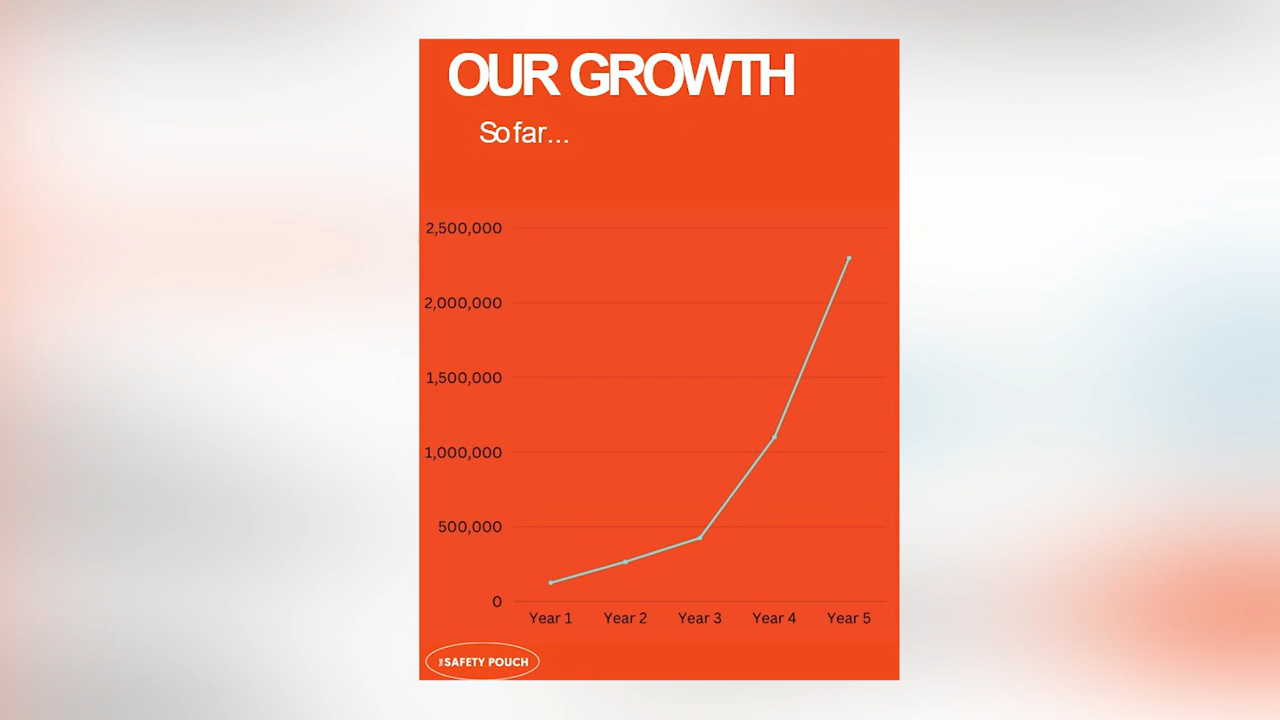 OUR GROWTH
So far...
2,500,000
2,000,000
1,500,000
1,000,000
500,000
0
Year 1 Year 2 Year 3 Year 4 Year 5
THE SAFETY POUCH